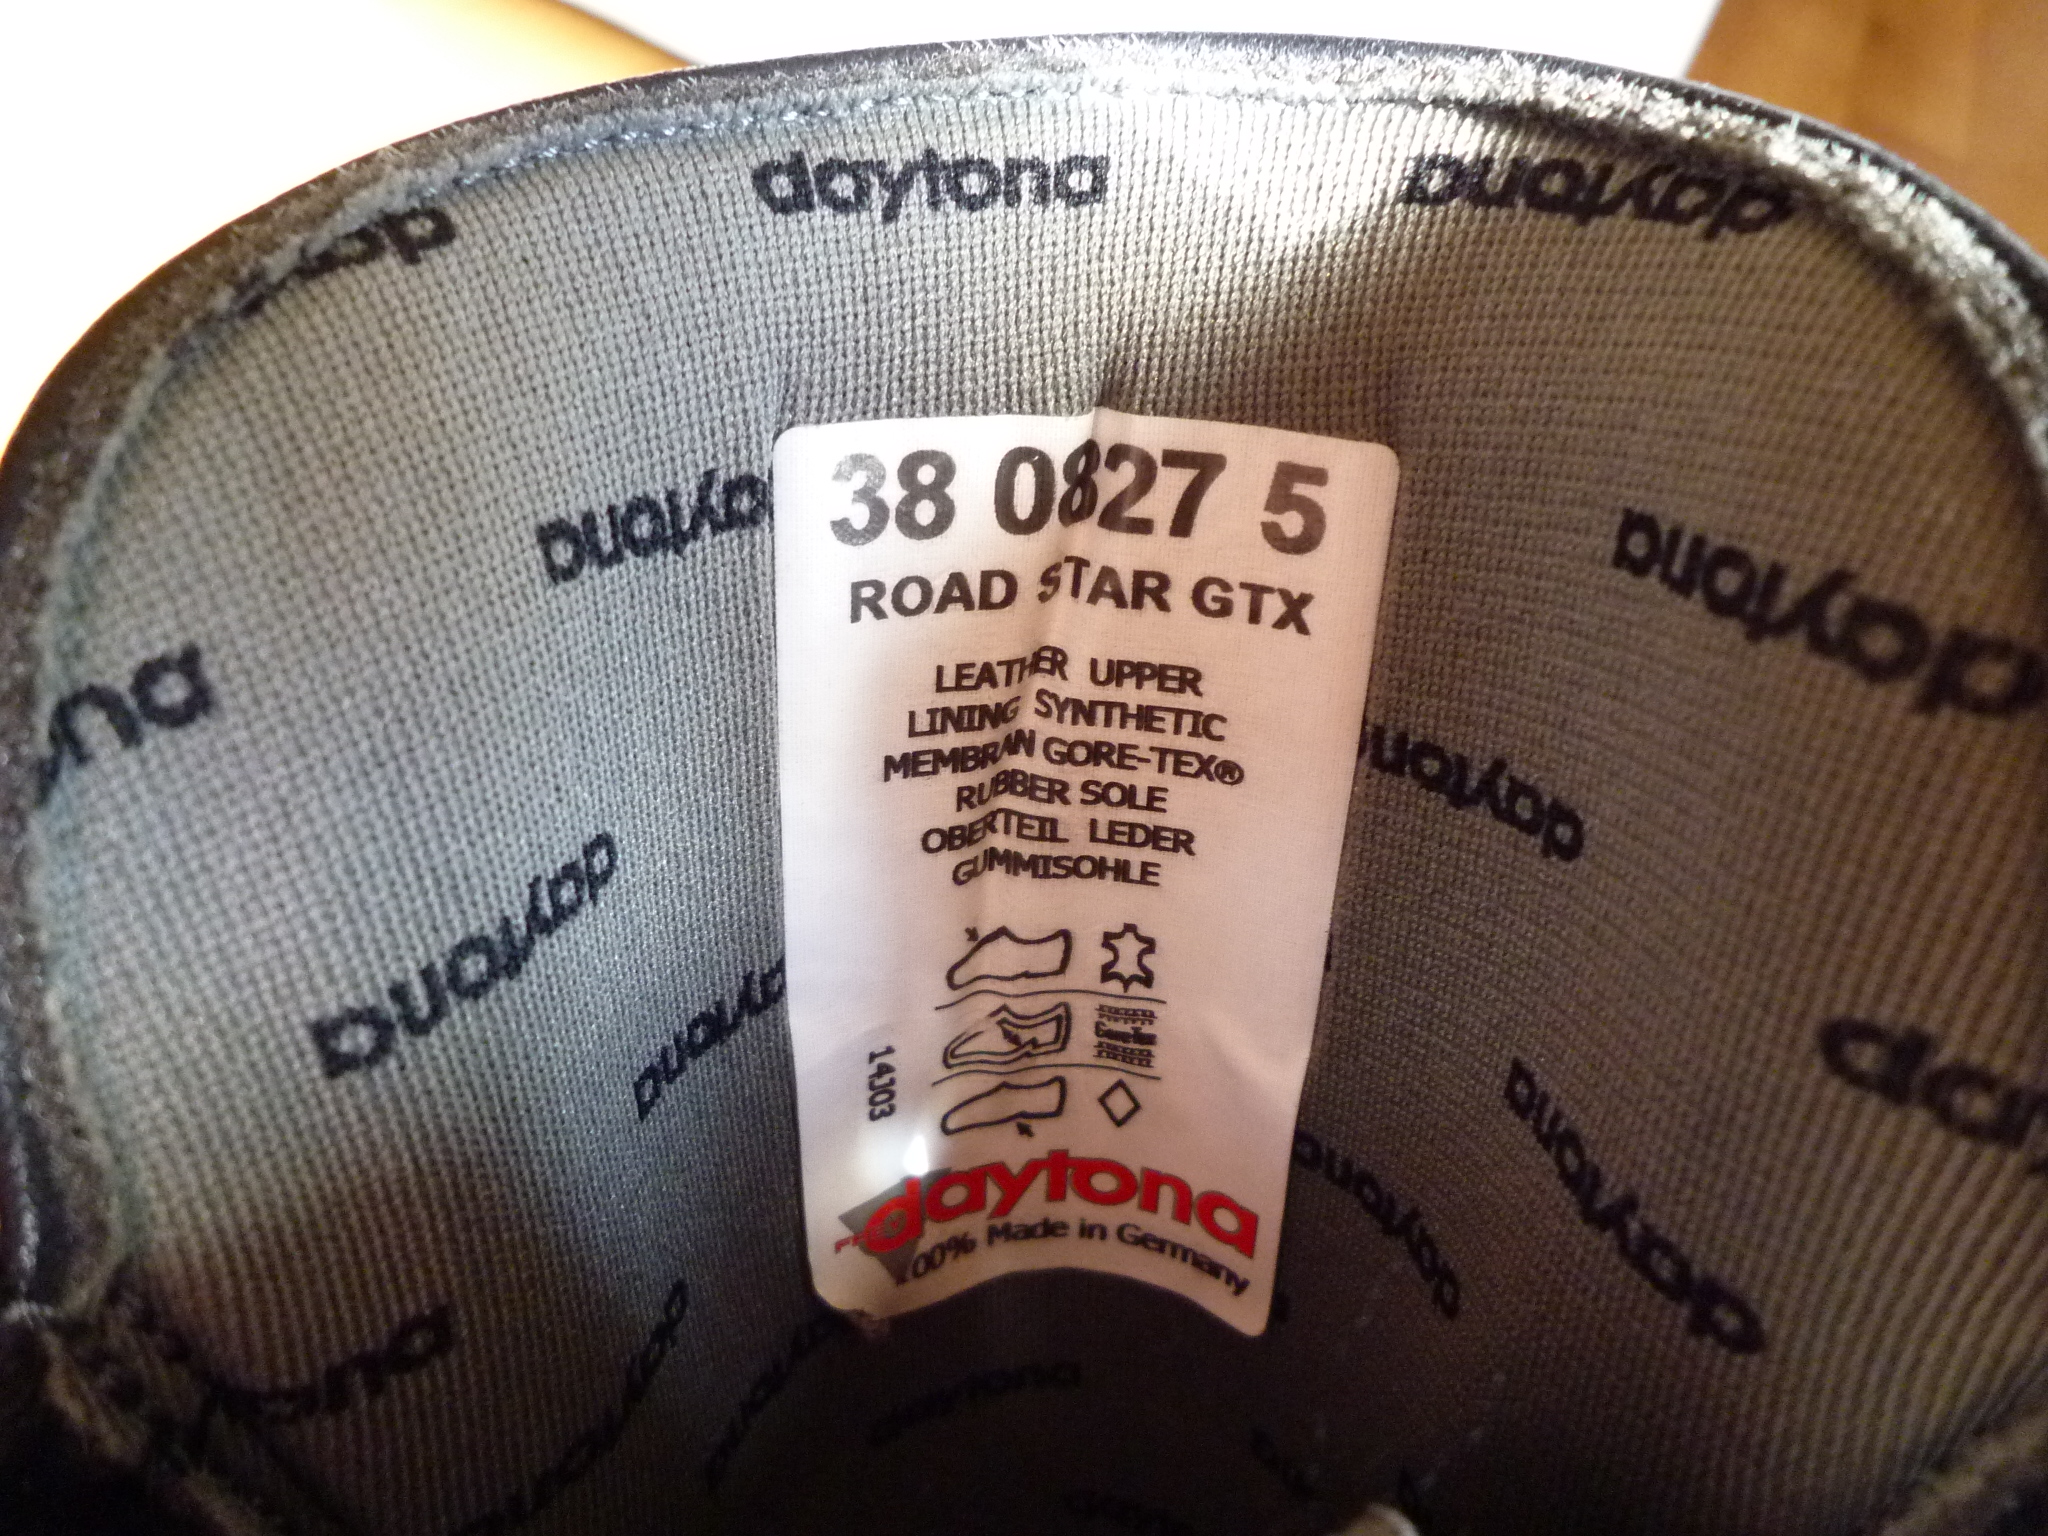 daytona
daytona
daytona
38 0827 5
ROAD STAR GTX
LEATHER UPPER
LINING SYNTHETIC
MEMBRAN GORE-TEX®
RUBBER SOLE
OBERTEIL LEDER
GUMMISOHLE
daytona
daytona
daytona
daytona
14J03
daytona
daytona
daytona
100% Made in Germany
daytona